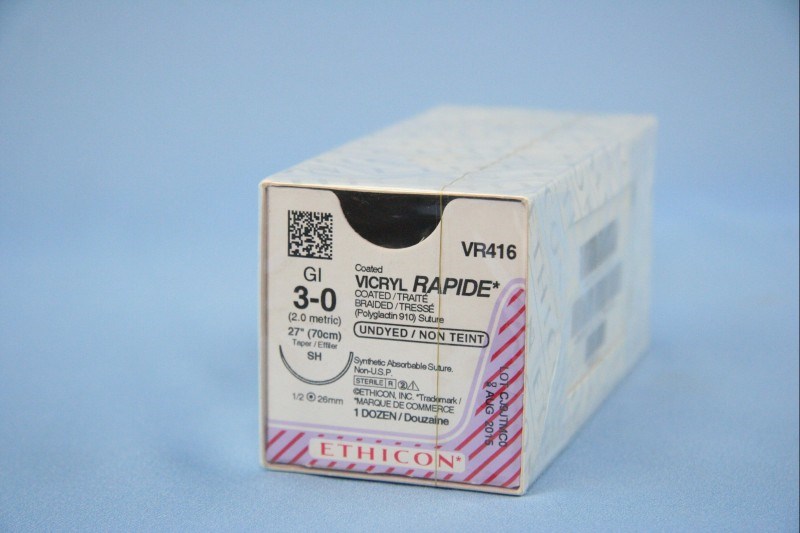 VR416
GI
3-0
(2.0 metric)
27" (70cm)
Taper / Effiler
SH
1/2 26mm
Coated
VICRYL RAPIDE*
COATED / TRAITÉ
BRAIDED / TRESSÉ
(Polyglactin 910) Suture
UNDYED / NON TEINT
Synthetic Absorbable Suture.
Non-U.S.P.
STERILE R
©ETHICON, INC. *Trademark /
*MARQUE DE COMMERCE
1 DOZEN / Douzaine
AUG 2015
ETHICON*